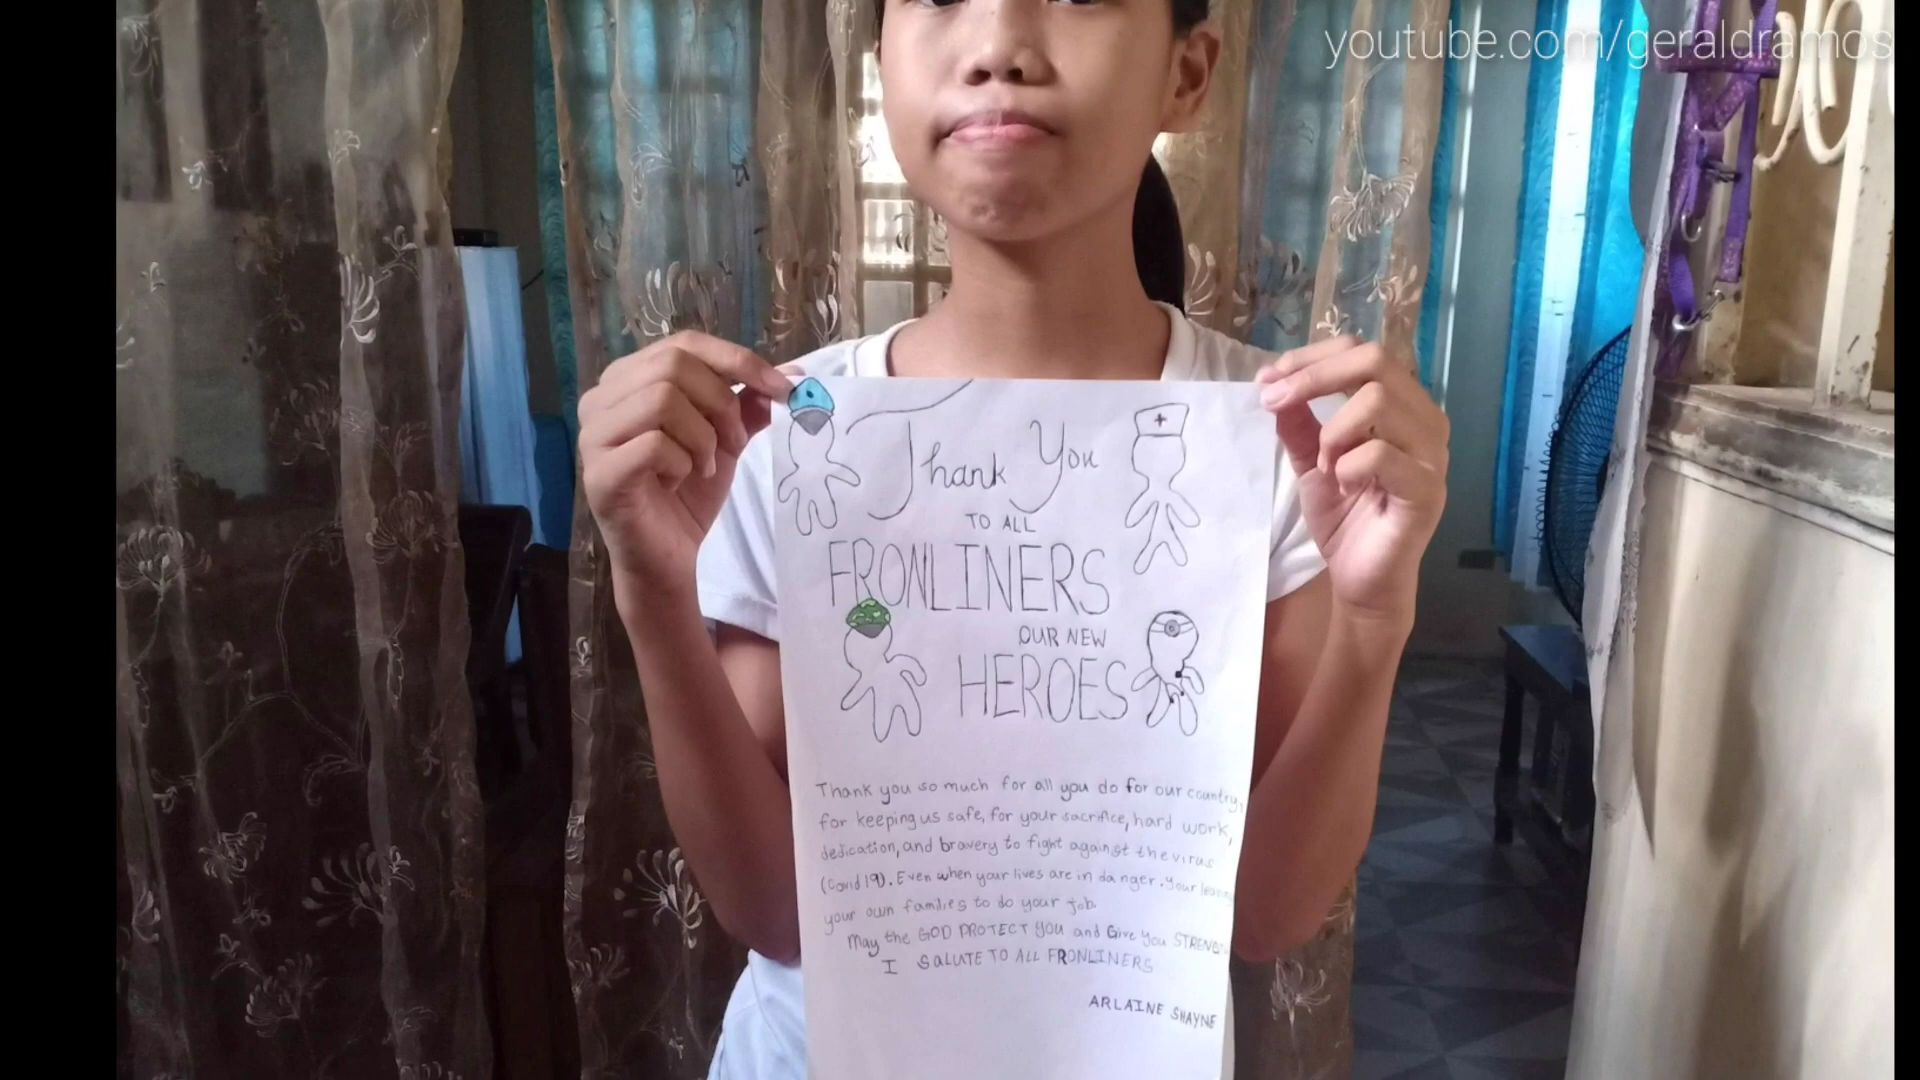 youtube.com/geraldramos
Thank You
TO ALL
FRONLINERS
OUR NEW
HEROES
Thank you so much for all you do for our country,
for keeping us safe, for your sacrifice, hard work,
dedication, and bravery to fight against the virus
(Covid 19). Even when your lives are in danger. Your
your own families to do your job.
May the GOD PROTECT YOU and Give you
I SALUTE TO ALL FRONLINERS
ARLAINE SHAYNE